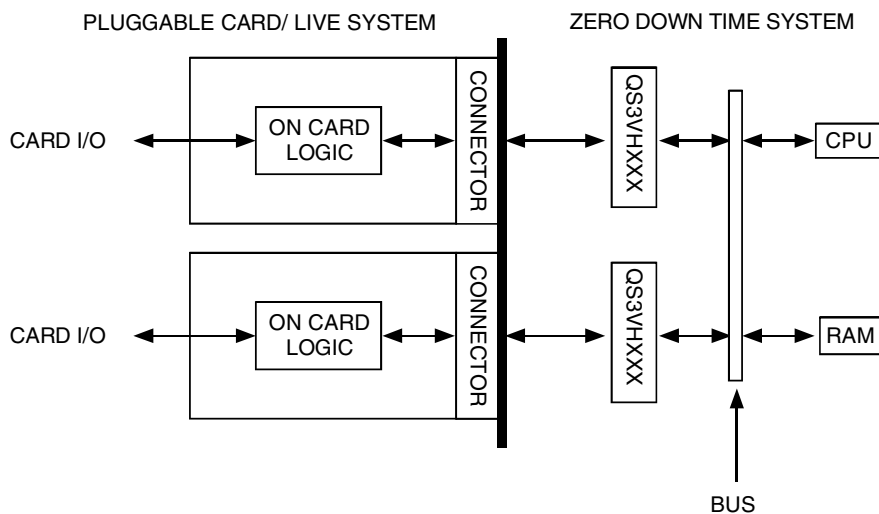 PLUGGABLE CARD/ LIVE SYSTEM
ZERO DOWN TIME SYSTEM
CARD I/O
ON CARD
LOGIC
CONNECTOR
QS3VHXXX
CPU
CARD I/O
ON CARD
LOGIC
CONNECTOR
QS3VHXXX
RAM
BUS